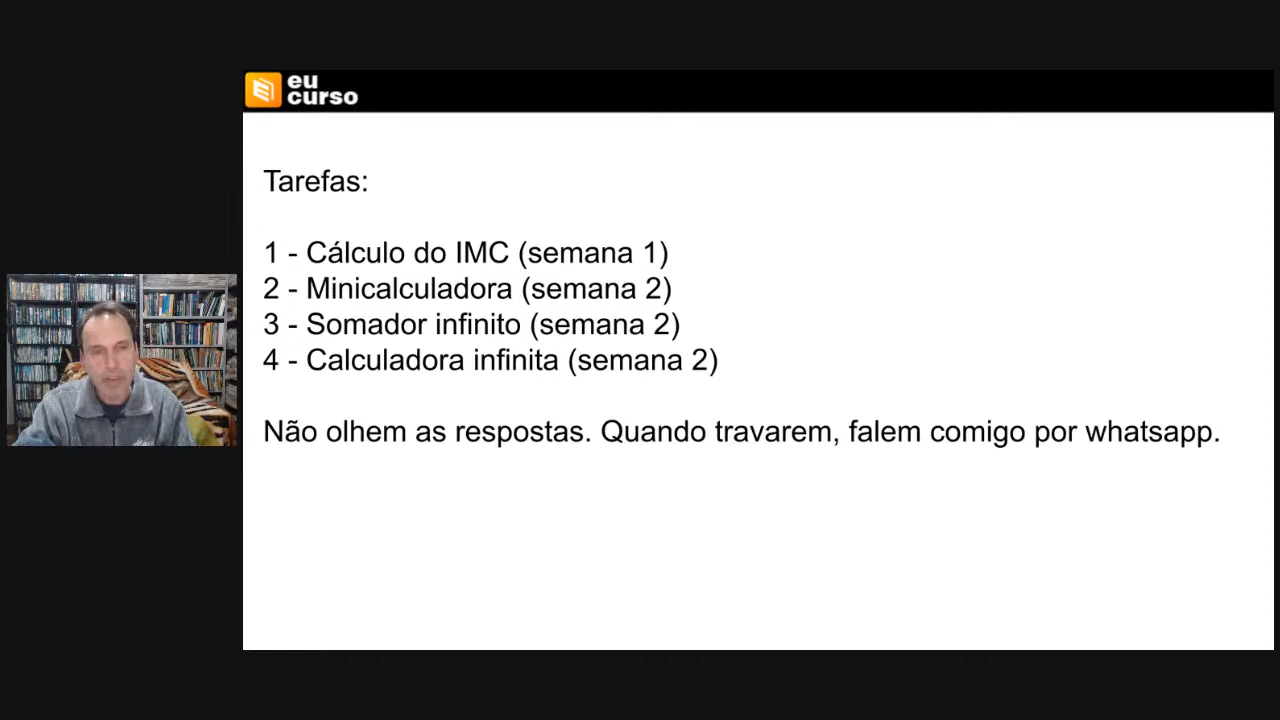 eu
curso
Tarefas:
1 - Cálculo do IMC (semana 1)
2 - Minicalculadora (semana 2)
3 - Somador infinito (semana 2)
4 - Calculadora infinita (semana 2)
Não olhem as respostas. Quando travarem, falem comigo por whatsapp.